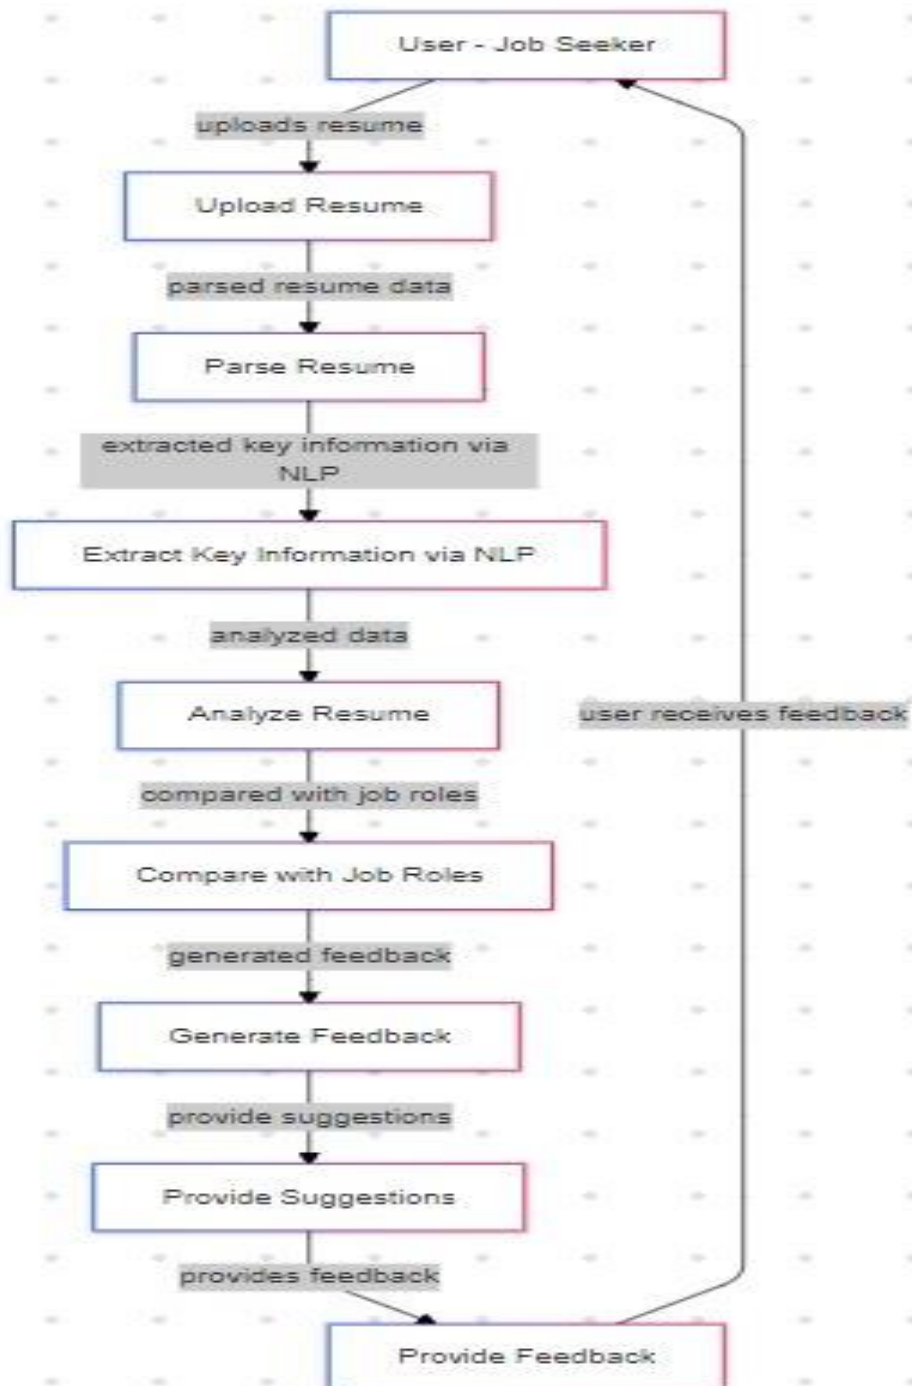 User - Job Seeker
uploads resume
Upload Resume
parsed resume data
Parse Resume
extracted key information via
NLP
Extract Key Information via NLP
analyzed data
Analyze Resume
user receives feedback
compared with job roles
Compare with Job Roles
generated feedback
Generate Feedback
provide suggestions
Provide Suggestions
provides feedback
Provide Feedback